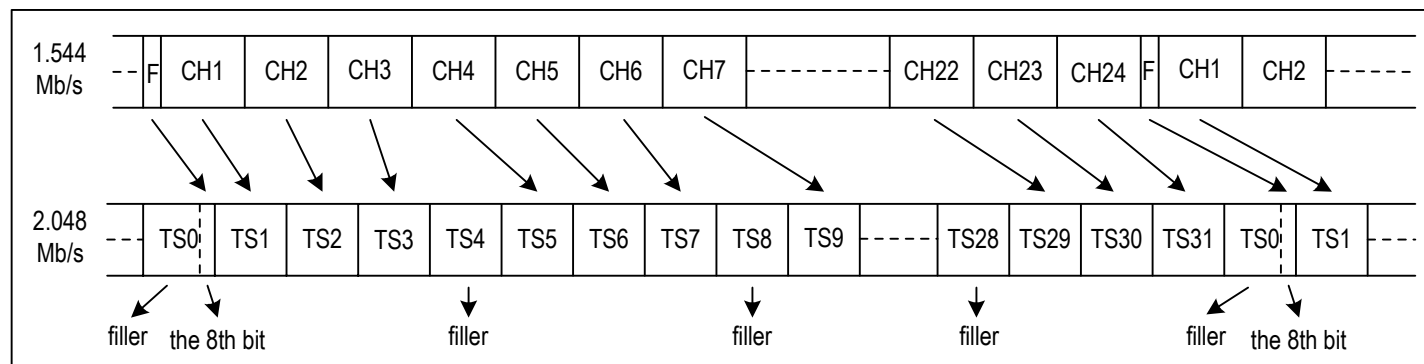 1.544
Mb/s
F CH1 CH2 CH3 CH4 CH5 CH6 CH7 CH22 CH23 CH24 F CH1 CH2
2.048
Mb/s
TS0 TS1 TS2 TS3 TS4 TS5 TS6 TS7 TS8 TS9 TS28 TS29 TS30 TS31 TS0 TS1
filler the 8th bit filler filler filler filler the 8th bit